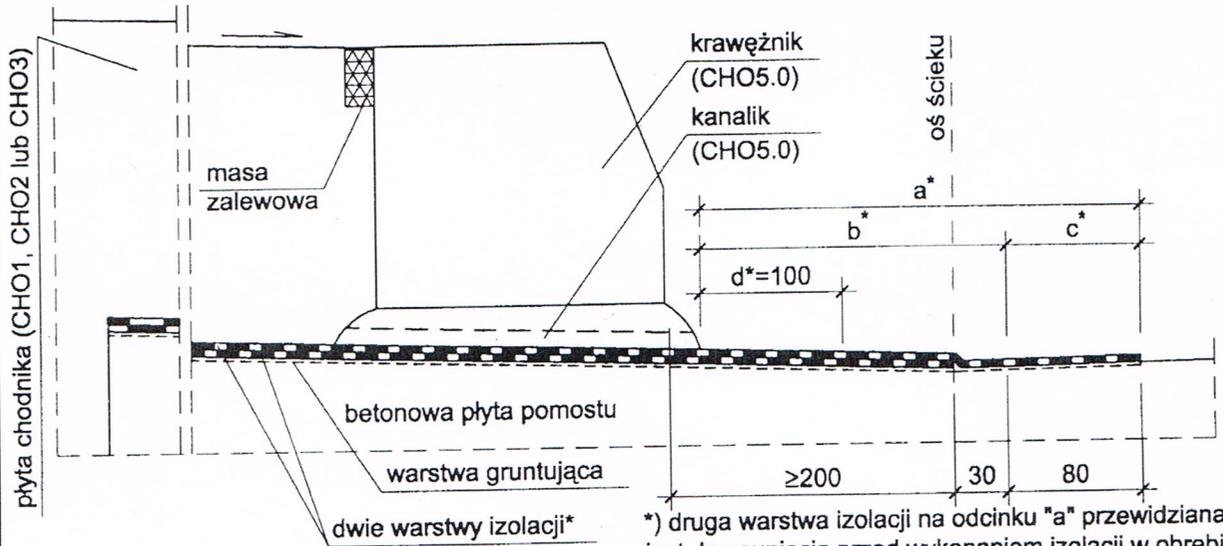 płyta chodnika (CHO1, CHO2 lub CHO3)
masa
zalewowa
krawężnik
(CHO5.0)
kanalik
(CHO5.0)
oś ścieku
a*
b*
c*
d*=100
betonowa płyta pomostu
warstwa gruntująca
dwie warstwy izolacji*
≥200
30
80
*) druga warstwa izolacji na odcinku "a" przewidziana